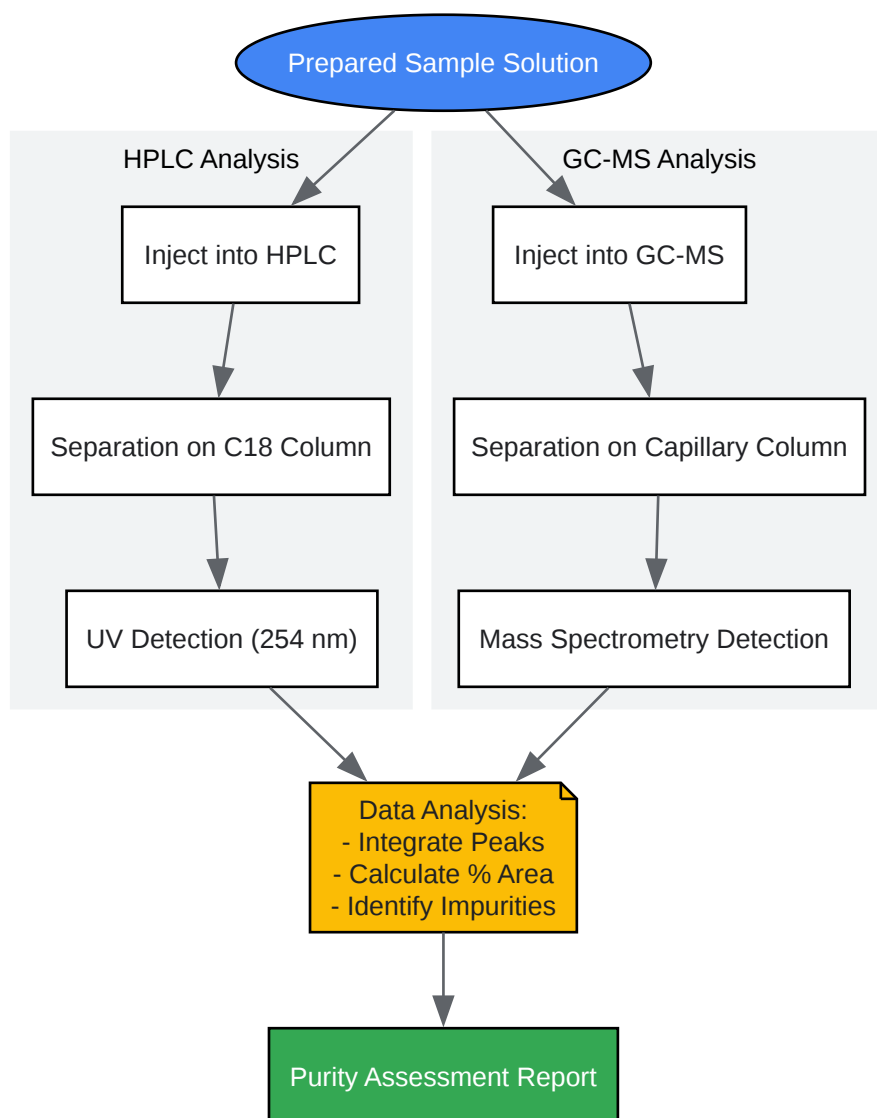 Prepared Sample Solution
HPLC Analysis
Inject into HPLC
Separation on C18 Column
UV Detection (254 nm)
GC-MS Analysis
Inject into GC-MS
Separation on Capillary Column
Mass Spectrometry Detection
Data Analysis:
- Integrate Peaks
- Calculate % Area
- Identify Impurities
Purity Assessment Report